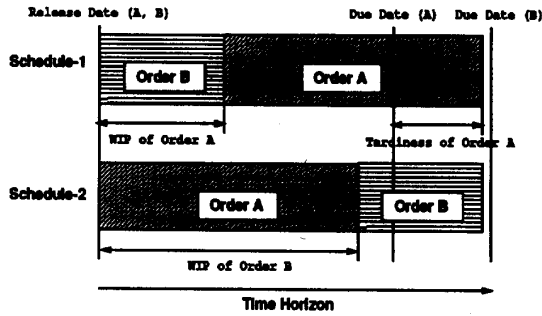 Release Date (A, B)
Due Date (A)
Due Date (B)
Schedule-1
Order B
Order A
WIP of Order A
Tardiness of Order A
Schedule-2
Order A
Order B
WIP of Order B
Time Horizon